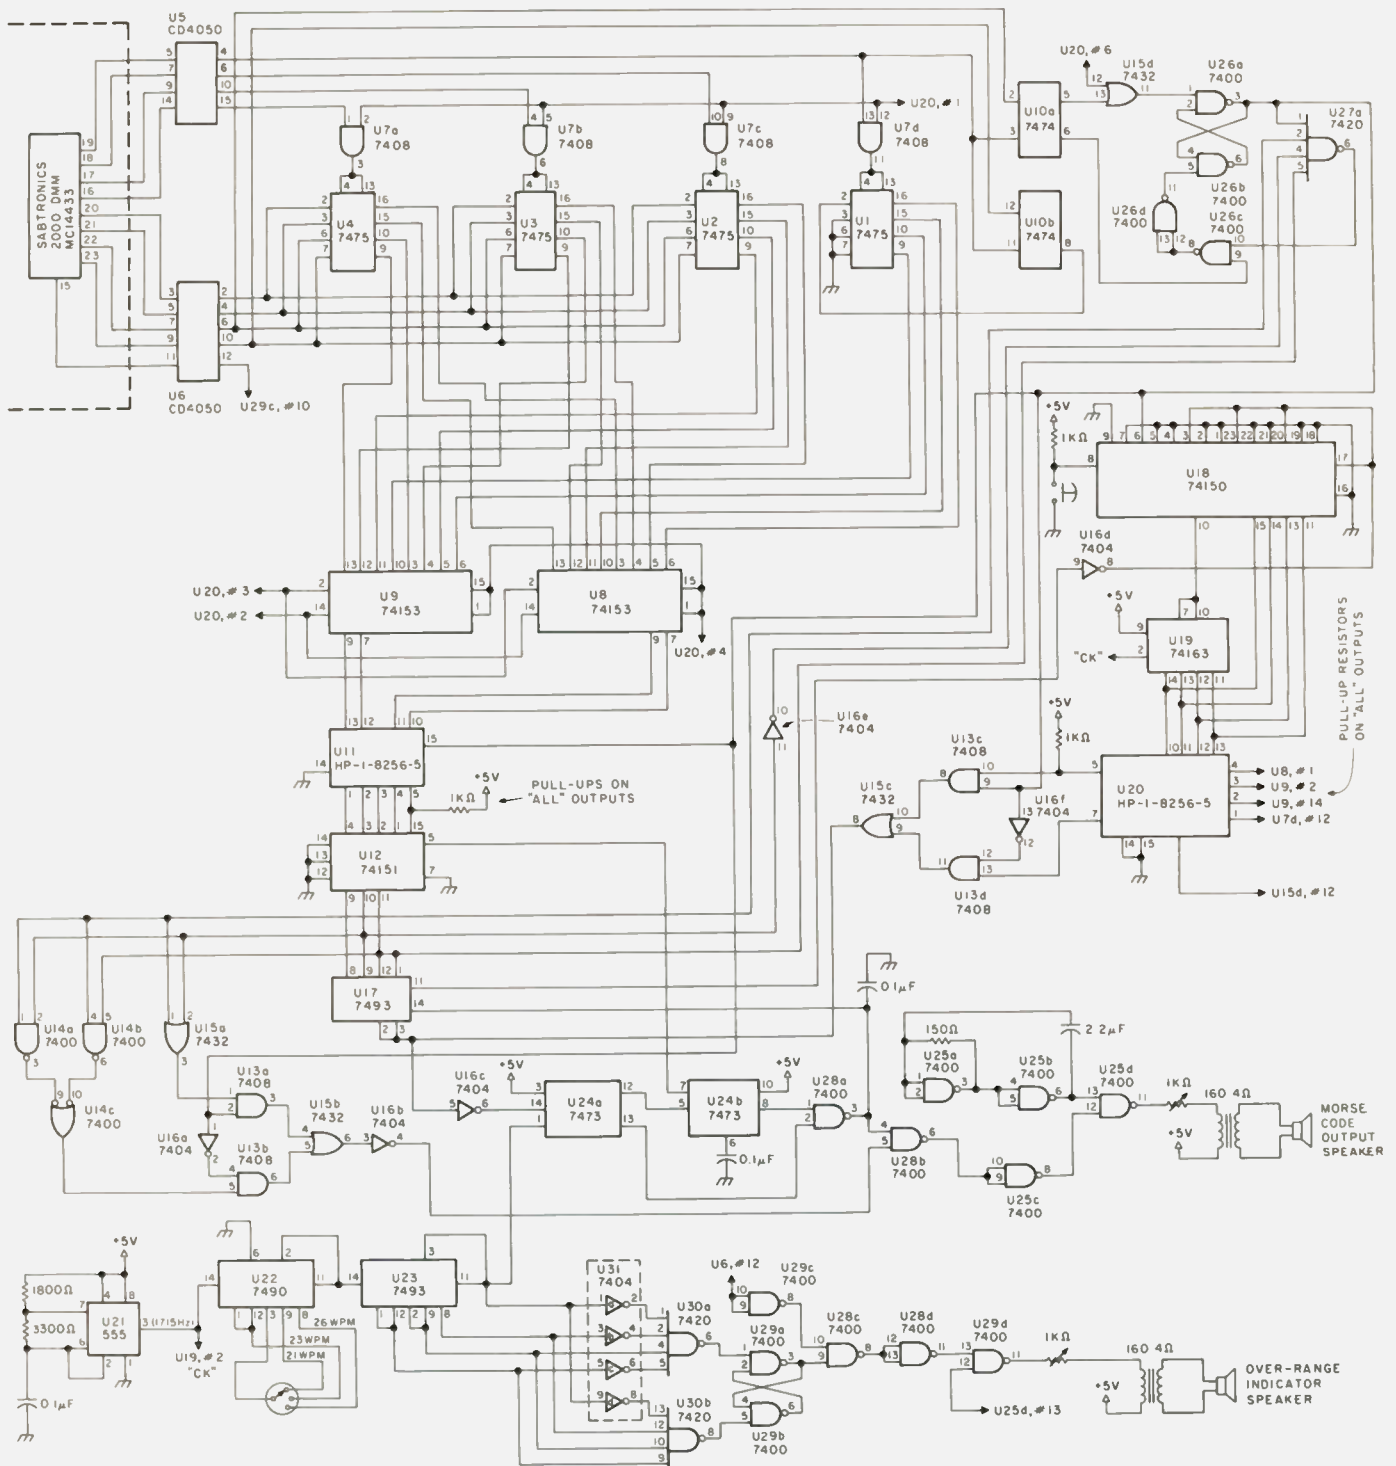 U5
CD4050
SABTRONICS
2000 DMM
MC14433
U6
CD4050
U29c, #10
U7a
7408
U7b
7408
U7c
7408
U7d
7408
U20, #1
U4
7475
U3
7475
U2
7475
U1
7475
U10a
7474
U10b
7474
U20, #6
U15d
7432
U26a
7400
U27a
7420
U26b
7400
U26c
7400
U26d
7400
+5V
1KΩ
U18
74150
U16d
7404
U20, #3
U20, #2
U9
74153
U8
74153
U20, #4
+5V
"CK"
U19
74163
PULL-UP RESISTORS
ON "ALL" OUTPUTS
U11
HP-1-8256-5
U16e
7404
+5V
1KΩ
PULL-UPS ON
"ALL" OUTPUTS
+5V
1KΩ
U13c
7408
U15c
7432
U16f
7404
U13d
7408
U20
HP-1-8256-5
U8, #1
U9, #2
U9, #14
U7d, #12
U15d, #12
U12
74151
U17
7493
0.1µF
U14a
7400
U14b
7400
U15a
7432
U14c
7400
U13a
7408
U16a
7404
U13b
7408
U15b
7432
U16b
7404
U16c
7404
+5V
U24a
7473
U24b
7473
+5V
0.1µF
U28a
7400
U28b
7400
150Ω
2.2µF
U25a
7400
U25b
7400
U25d
7400
U25c
7400
1KΩ
160 4Ω
+5V
MORSE
CODE
OUTPUT
SPEAKER
+5V
1800Ω
3300Ω
0.1µF
U21
555
3 (1715Hz)
U19, #2
"CK"
U22
7490
26 WPM
23 WPM
21 WPM
U23
7493
U31
7404
U30a
7420
U30b
7420
U6, #12
U29c
7400
U29a
7400
U29b
7400
U28c
7400
U28d
7400
U29d
7400
U25d, #13
1KΩ
160 4Ω
+5V
OVER-RANGE
INDICATOR
SPEAKER